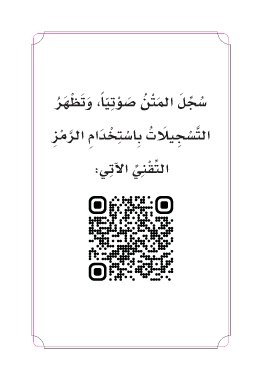 سُجِّلَ المَتْنُ صَوْتِيَاً، وَتَظْهَرُ
التَّسْجِيلَاتُ بِاسْتِخْدَامِ الرَّمْزِ
التِّقْنِيِّ الآتِي: